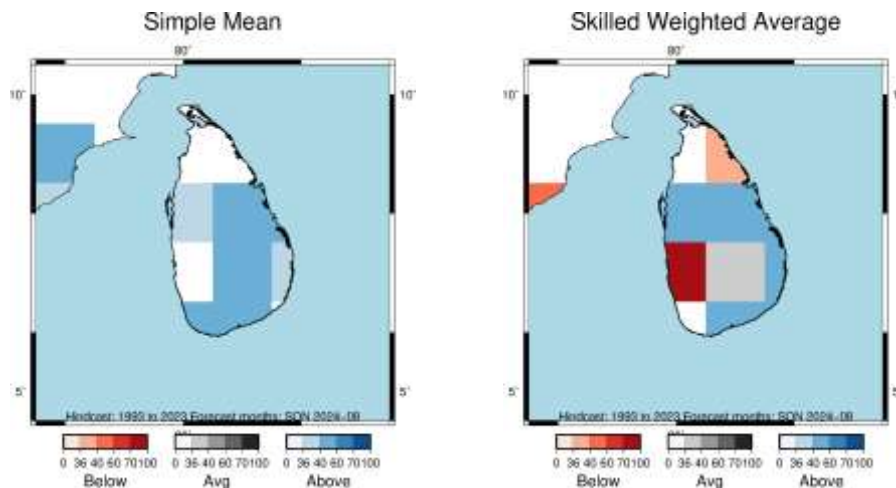 Simple Mean
Skilled Weighted Average
80°
80°
10°
10°
10°
5°
5°
5°
Hindcast: 1993 to 2023 Forecast months: SON 2024-08
Hindcast: 1993 to 2023 Forecast months: SON 2024-08
0 36 40 60 70 100
0 36 40 60 70 100
0 36 40 60 70 100
0 36 40 60 70 100
0 36 40 60 70 100
0 36 40 60 70 100
Below
Avg
Above
Below
Avg
Above